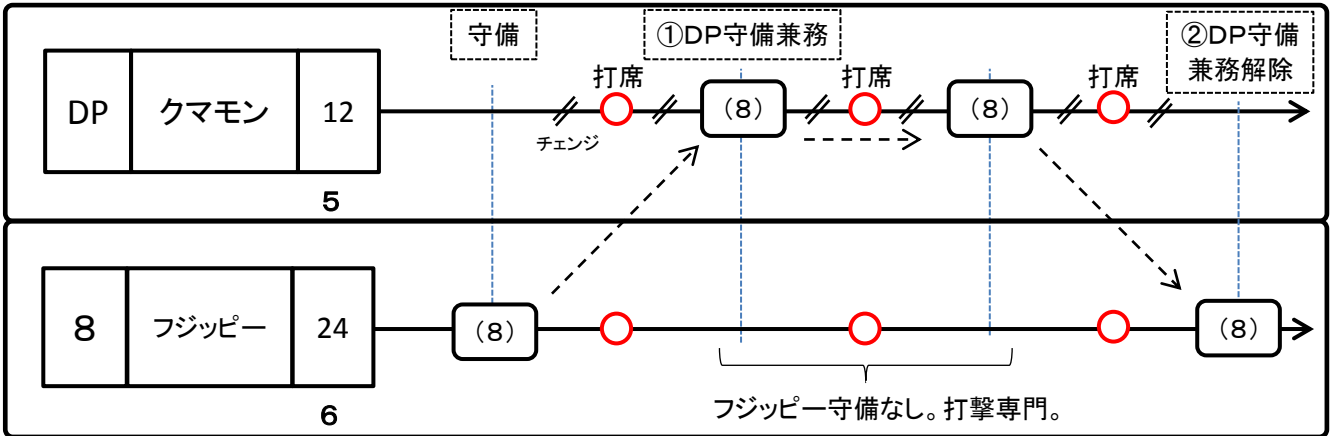 守備
①DP守備兼務
②DP守備
兼務解除
打席
打席
打席
DP
クマモン
12
(8)
(8)
チェンジ
5
8
フジッピー
24
(8)
(8)
フジッピー守備なし。打撃専門。
6